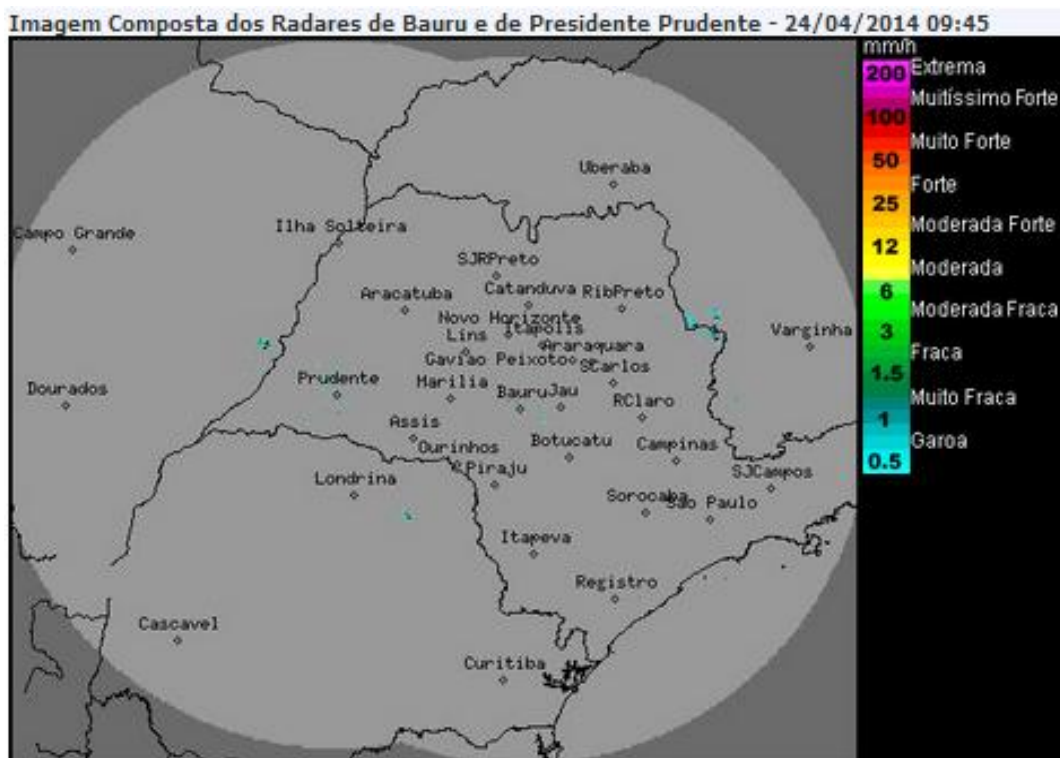 Imagem Composta dos Radares de Bauru e de Presidente Prudente - 24/04/2014 09:45
mm/h
200 Extrema
Muitíssimo Forte
100
Muito Forte
50
Forte
25
Moderada Forte
12
Moderada
6
Moderada Fraca
3
Fraca
1.5
Muito Fraca
1
Garoa
0.5
Uberaba
Campo Grande
Ilha Solteira
SJRPreto
Aracatuba
Catanduva
RibPreto
Novo Horizonte
Itapolis
Lins
Araraquara
Varginha
Gaviao Peixoto
StarLos
Dourados
Prudente
Marilia
Bauru
Jau
RClaro
Assis
Ourinhos
Botucatu
Campinas
Piraju
SJCampos
Londrina
Sorocaba
Sao Paulo
Itapeva
Registro
Cascavel
Curitiba